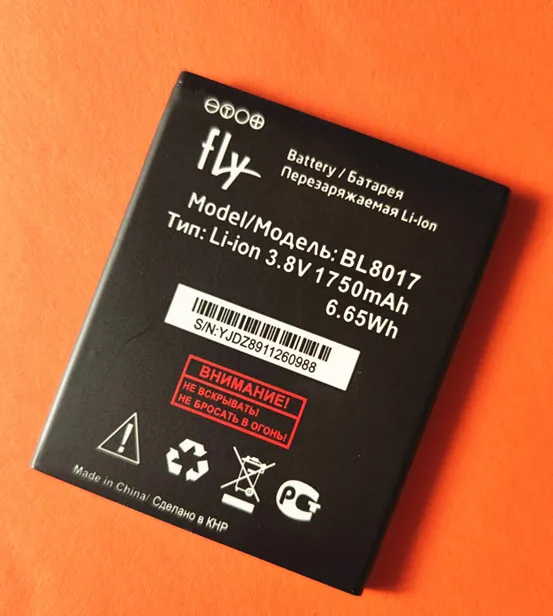 fly
Battery / Батарея
Перезаряжаемая Li-Ion
Model/Модель: BL8017
Тип: Li-ion 3.8V 1750mAh
6.65Wh
S/N:YJDZ8911260988
ВНИМАНИЕ!
НЕ ВСКРЫВАТЬ!
НЕ БРОСАТЬ В ОГОНЬ!
Made in China/ Сделано в КНР